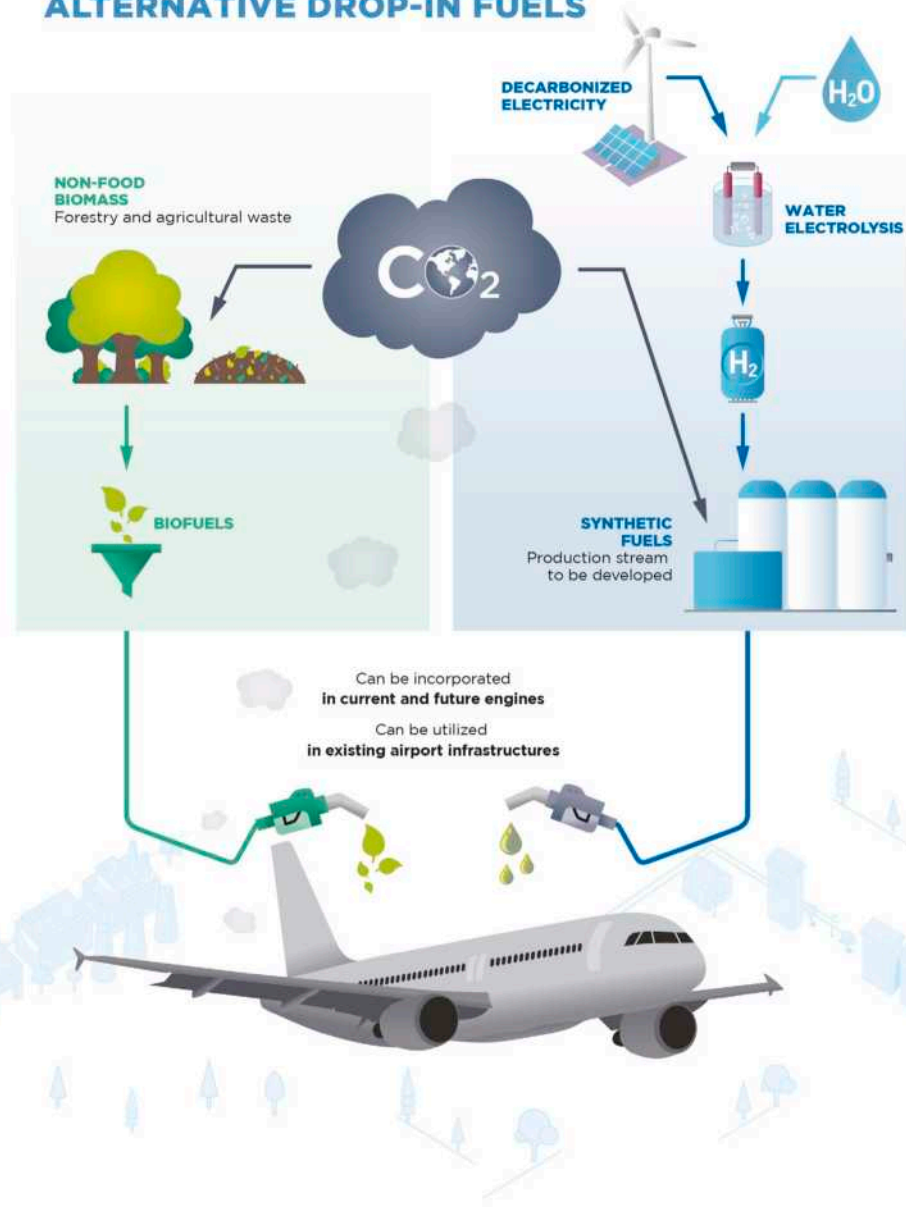 ALTERNATIVE DROP-IN FUELS
DECARBONIZED
ELECTRICITY
H₂O
NON-FOOD
BIOMASS
Forestry and agricultural waste
CO₂
WATER
ELECTROLYSIS
H₂
BIOFUELS
SYNTHETIC
FUELS
Production stream
to be developed
Can be incorporated
in current and future engines
Can be utilized
in existing airport infrastructures